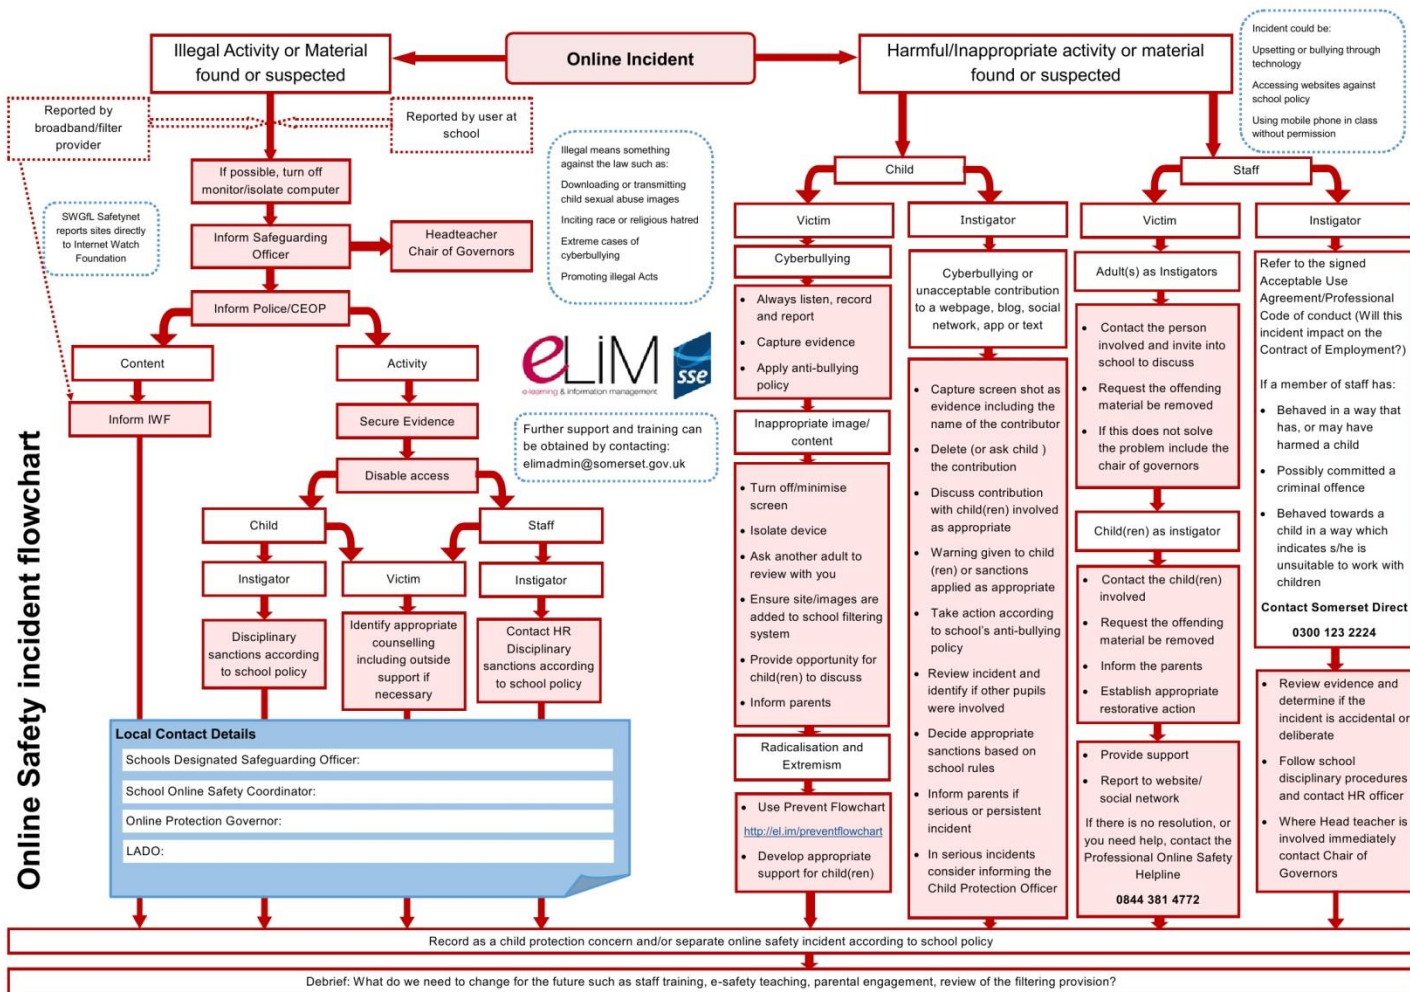 Online Safety incident flowchart
Online Incident
Illegal Activity or Material
found or suspected
Reported by
broadband/filter
provider
Reported by user at
school
If possible, turn off
monitor/isolate computer
SWGfL Safetynet
reports sites directly
to Internet Watch
Foundation
Inform Safeguarding
Officer
Headteacher
Chair of Governors
Inform Police/CEOP
Illegal means something
against the law such as:
Downloading or transmitting
child sexual abuse images
Inciting race or religious hatred
Extreme cases of
cyberbullying
Promoting illegal Acts
Content
Inform IWF
Activity
Secure Evidence
Disable access
Child
Staff
Instigator
Victim
Instigator
Disciplinary
sanctions according
to school policy
Identify appropriate
counselling
including outside
support if
necessary
Contact HR
Disciplinary
sanctions according
to school policy
eLiM
e-learning & information management
sse
Further support and training can
be obtained by contacting:
elimadmin@somerset.gov.uk
Local Contact Details
Schools Designated Safeguarding Officer:
School Online Safety Coordinator:
Online Protection Governor:
LADO:
Harmful/Inappropriate activity or material
found or suspected
Incident could be:
Upsetting or bullying through
technology
Accessing websites against
school policy
Using mobile phone in class
without permission
Child
Staff
Victim
Cyberbullying
• Always listen, record
and report
• Capture evidence
• Apply anti-bullying
policy
Inappropriate image/
content
• Turn off/minimise
screen
• Isolate device
• Ask another adult to
review with you
• Ensure site/images are
added to school filtering
system
• Provide opportunity for
child(ren) to discuss
• Inform parents
Radicalisation and
Extremism
• Use Prevent Flowchart
http://el.im/preventflowchart
• Develop appropriate
support for child(ren)
Instigator
Cyberbullying or
unacceptable contribution
to a webpage, blog, social
network, app or text
• Capture screen shot as
evidence including the
name of the contributor
• Delete (or ask child )
the contribution
• Discuss contribution
with child(ren) involved
as appropriate
• Warning given to child
(ren) or sanctions
applied as appropriate
• Take action according
to school's anti-bullying
policy
• Review incident and
identify if other pupils
were involved
• Decide appropriate
sanctions based on
school rules
• Inform parents if
serious or persistent
incident
• In serious incidents
consider informing the
Child Protection Officer
Victim
Adult(s) as Instigators
• Contact the person
involved and invite into
school to discuss
• Request the offending
material be removed
• If this does not solve
the problem include the
chair of governors
Child(ren) as instigator
• Contact the child(ren)
involved
• Request the offending
material be removed
• Inform the parents
• Establish appropriate
restorative action
• Provide support
• Report to website/
social network
If there is no resolution, or
you need help, contact the
Professional Online Safety
Helpline
0844 381 4772
Instigator
Refer to the signed
Acceptable Use
Agreement/Professional
Code of conduct (Will this
incident impact on the
Contract of Employment?)
If a member of staff has:
• Behaved in a way that
has, or may have
harmed a child
• Possibly committed a
criminal offence
• Behaved towards a
child in a way which
indicates s/he is
unsuitable to work with
children
Contact Somerset Direct
0300 123 2224
• Review evidence and
determine if the
incident is accidental or
deliberate
• Follow school
disciplinary procedures
and contact HR officer
• Where Head teacher is
involved immediately
contact Chair of
Governors
Record as a child protection concern and/or separate online safety incident according to school policy
Debrief: What do we need to change for the future such as staff training, e-safety teaching, parental engagement, review of the filtering provision?